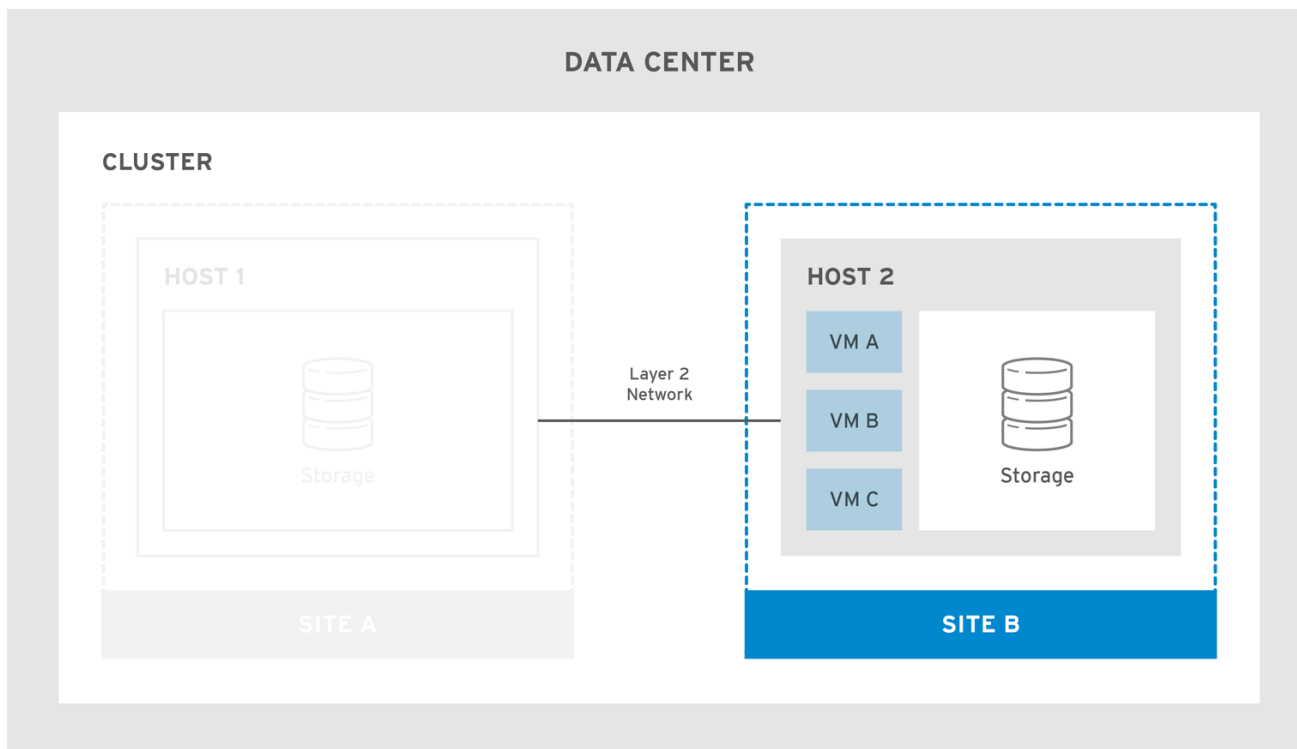 DATA CENTER
CLUSTER
HOST 1
Storage
SITE A
Layer 2
Network
HOST 2
VM A
VM B
VM C
Storage
SITE B